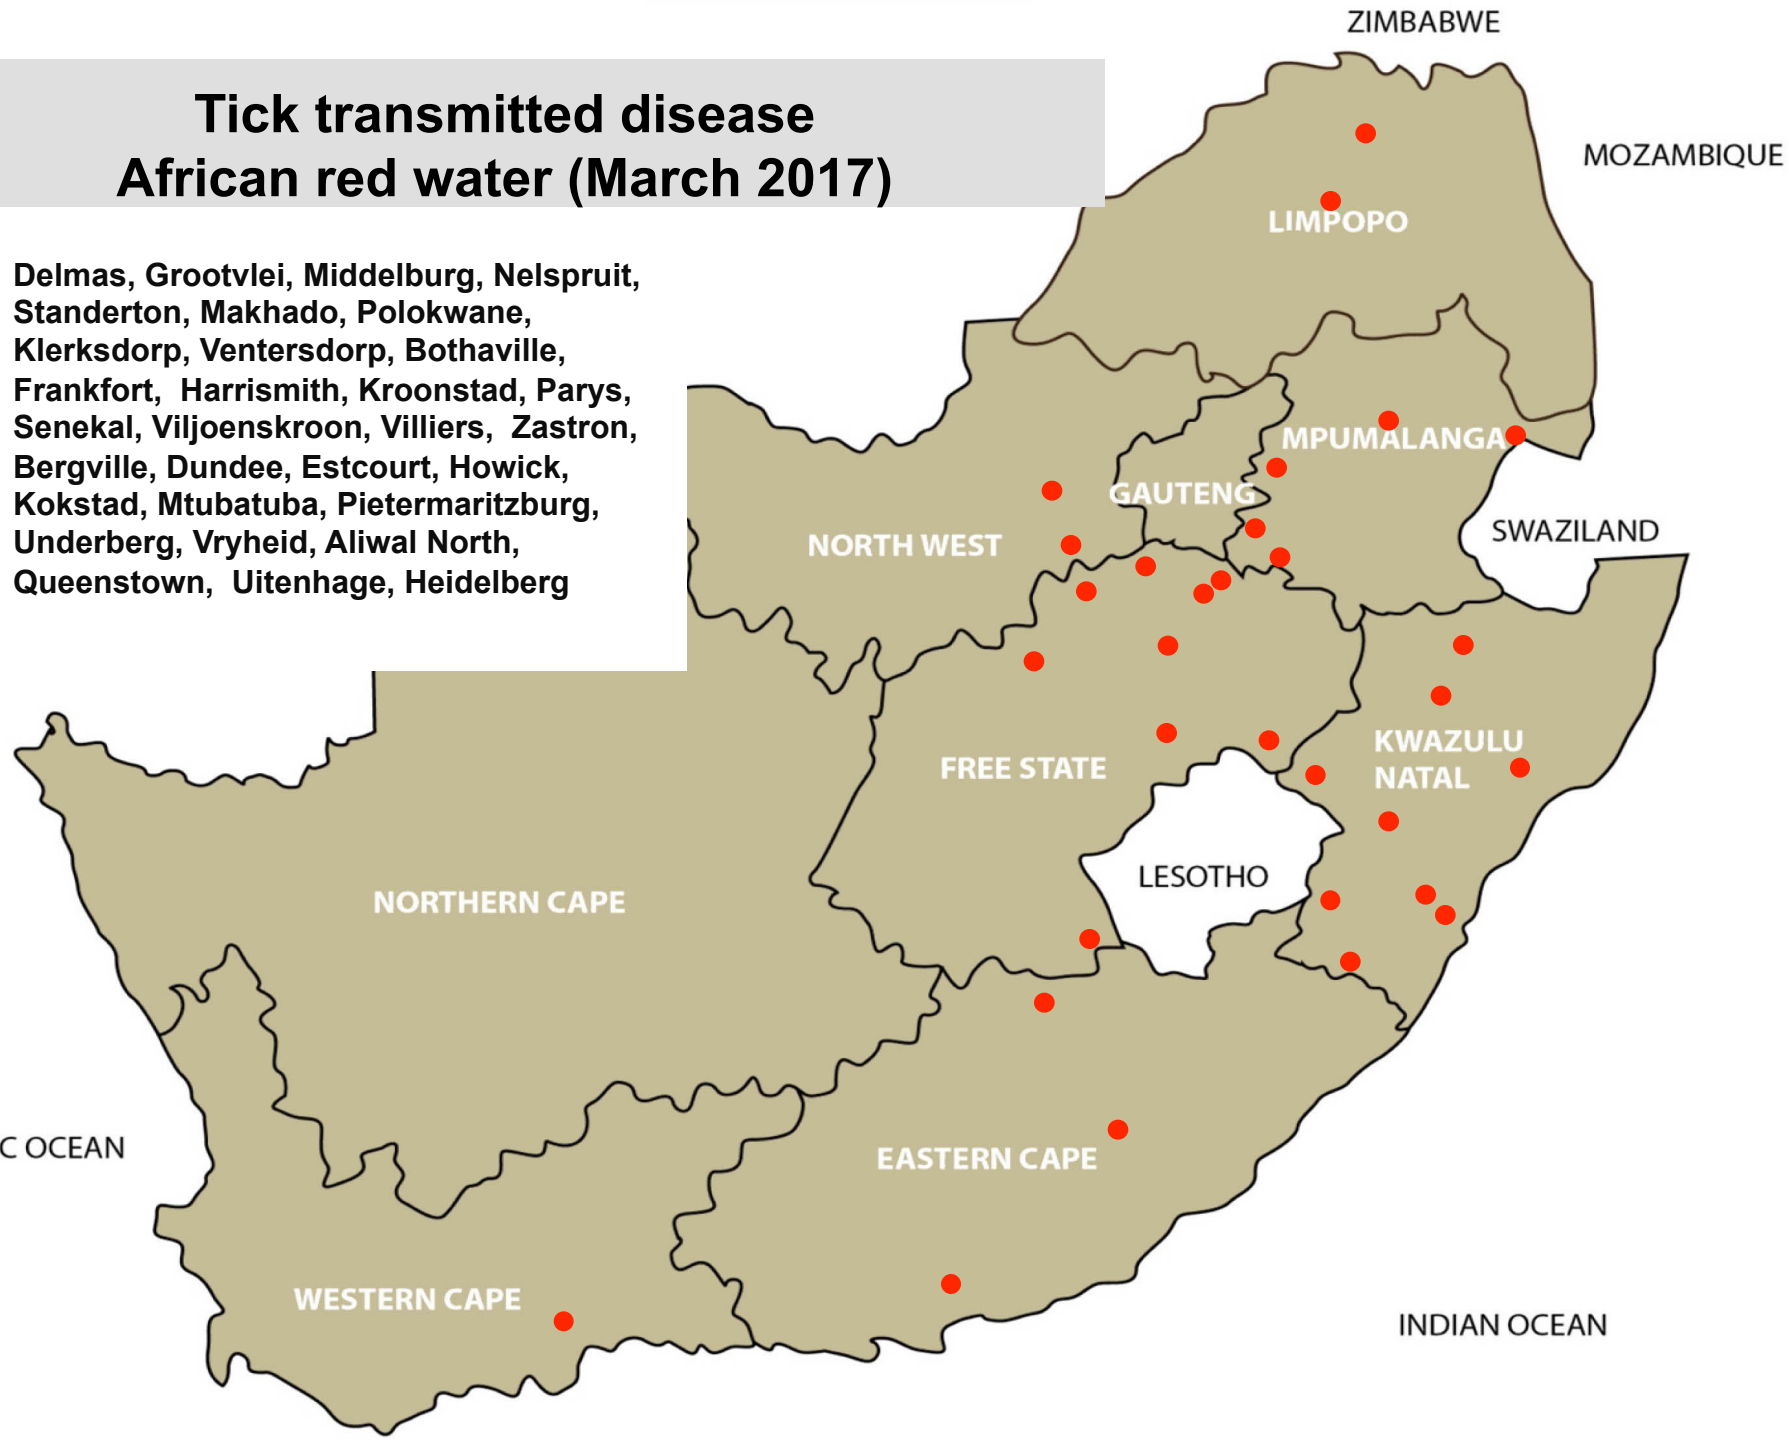 ZIMBABWE
Tick transmitted disease
African red water (March 2017)
MOZAMBIQUE
LIMPOPO
Delmas, Grootvlei, Middelburg, Nelspruit,
Standerton, Makhado, Polokwane,
Klerksdorp, Ventersdorp, Bothaville,
Frankfort, Harrismith, Kroonstad, Parys,
Senekal, Viljoenskroon, Villiers, Zastron,
Bergville, Dundee, Estcourt, Howick,
Kokstad, Mtubatuba, Pietermaritzburg,
Underberg, Vryheid, Aliwal North,
Queenstown, Uitenhage, Heidelberg
MPUMALANGA
GAUTENG
NORTH WEST
SWAZILAND
KWAZULU
NATAL
FREE STATE
LESOTHO
NORTHERN CAPE
C OCEAN
EASTERN CAPE
WESTERN CAPE
INDIAN OCEAN